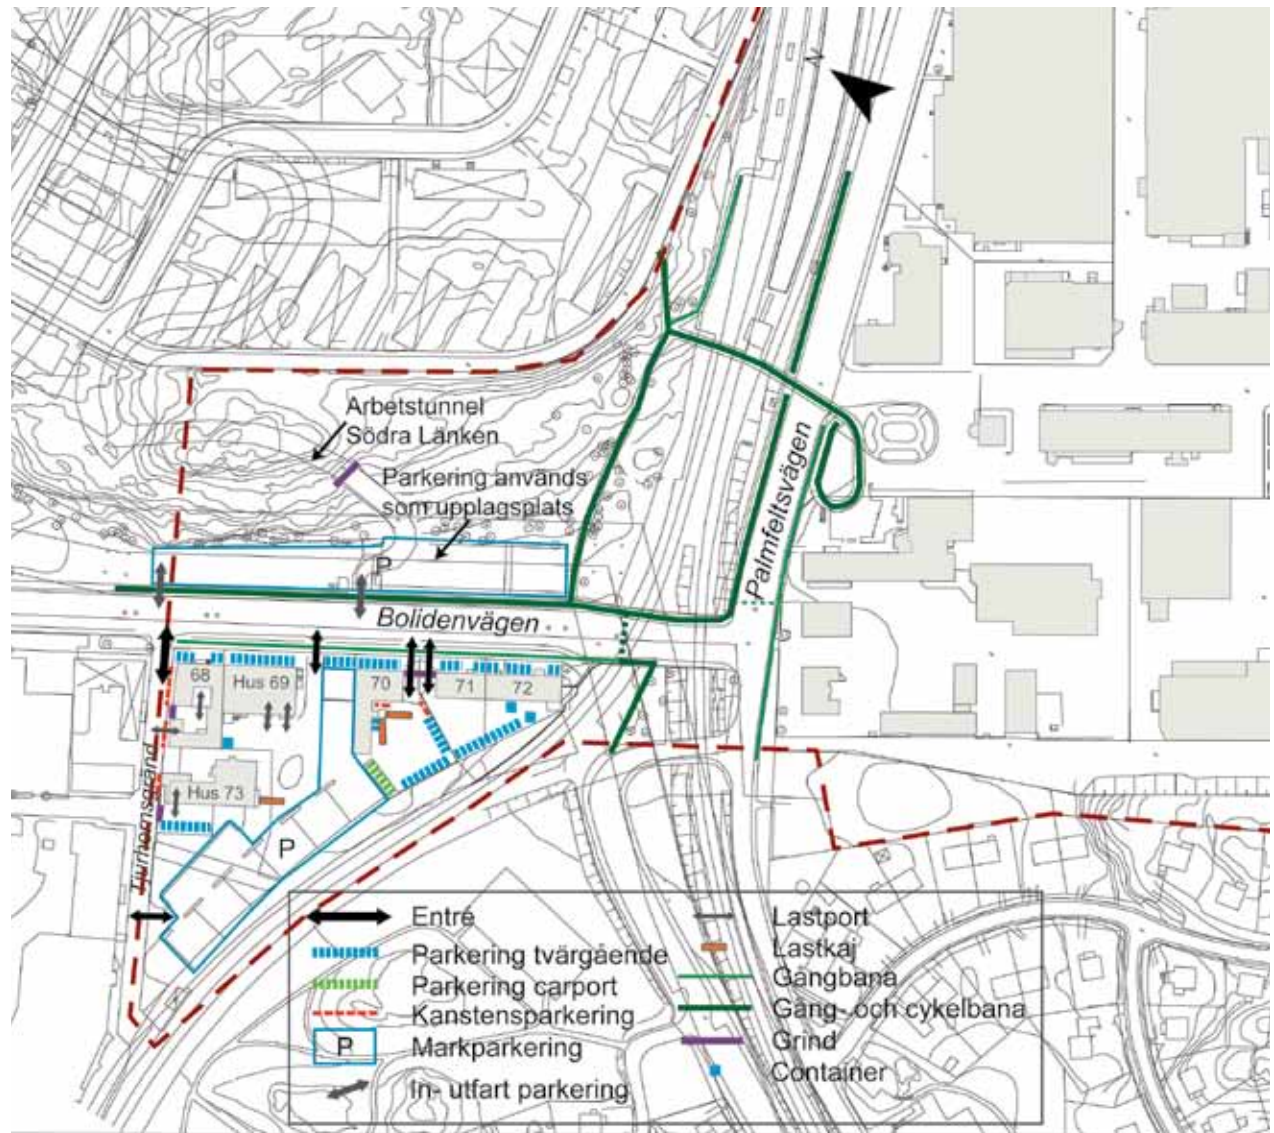 N
Arbetstunnel
Södra Länken
Parkering används
som upplagsplats
P
Palmfeltsvägen
Bolidenvägen
68
Hus 69
70
71
72
Hus 73
Tjurhornsgränd
P
Entré
Parkering tvärgående
Parkering carport
Kanstensparkering
P
Markparkering
In- utfart parkering
Lastport
Lastkaj
Gångbana
Gång- och cykelbana
Grind
Container